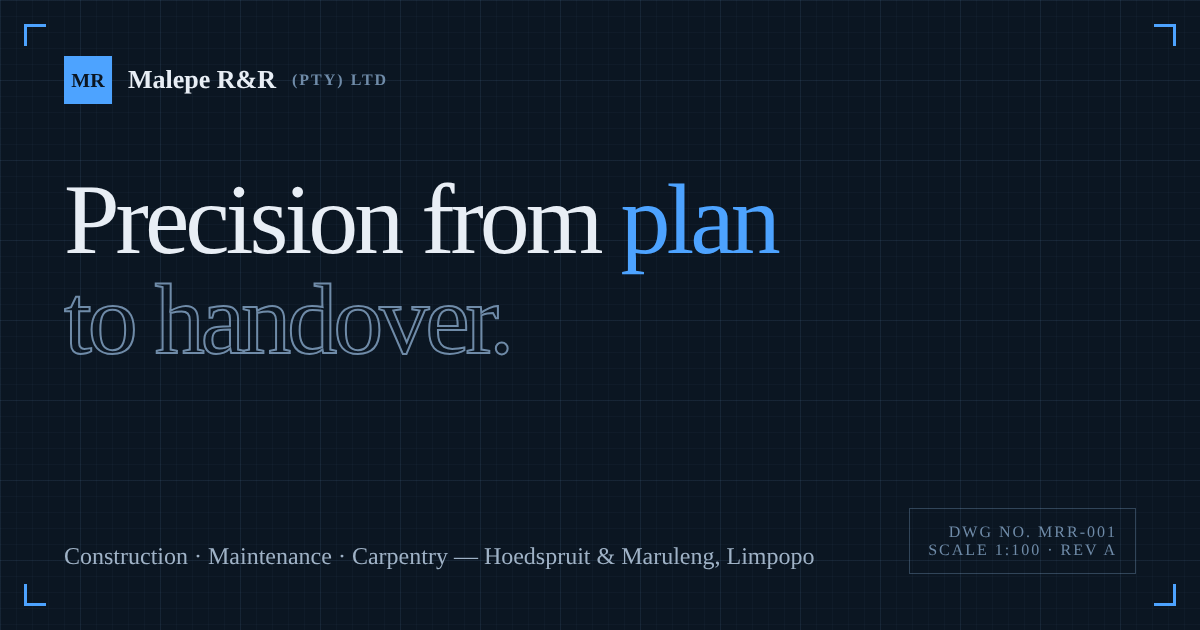 MR Malepe R&R (PTY) LTD
Precision from plan
to handover.
Construction · Maintenance · Carpentry — Hoedspruit & Maruleng, Limpopo
DWG NO. MRR-001
SCALE 1:100 · REV A